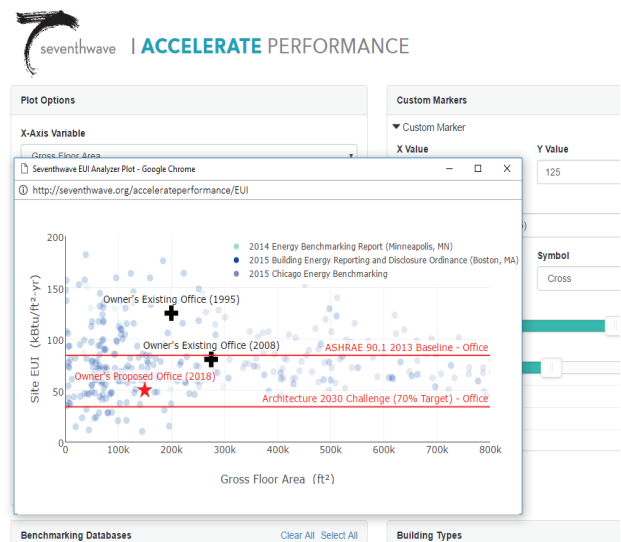 seventhwave | ACCELERATE PERFORMANCE
Plot Options
Custom Markers
X-Axis Variable
Custom Marker
X Value
Y Value
Gross Floor Area
125
Seventhwave EUI Analyzer Plot - Google Chrome
http://seventhwave.org/accelerateperformance/EUI
Symbol
Cross
2014 Energy Benchmarking Report (Minneapolis, MN)
2015 Building Energy Reporting and Disclosure Ordinance (Boston, MA)
2015 Chicago Energy Benchmarking
200
150
100
50
0
Site EUI (kBtu/ft²-yr)
Owner's Existing Office (1995)
Owner's Existing Office (2008)
ASHRAE 90.1 2013 Baseline - Office
Owner's Proposed Office (2018)
Architecture 2030 Challenge (70% Target) - Office
0 100k 200k 300k 400k 500k 600k 700k 800k
Gross Floor Area (ft²)
Benchmarking Databases
Clear All Select All
Building Types